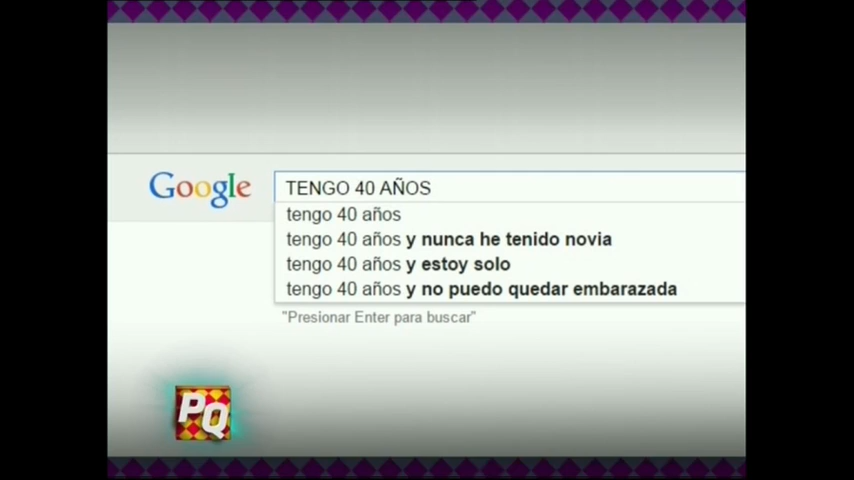 Google
TENGO 40 AÑOS
tengo 40 años
tengo 40 años y nunca he tenido novia
tengo 40 años y estoy solo
tengo 40 años y no puedo quedar embarazada
"Presionar Enter para buscar"
PQ